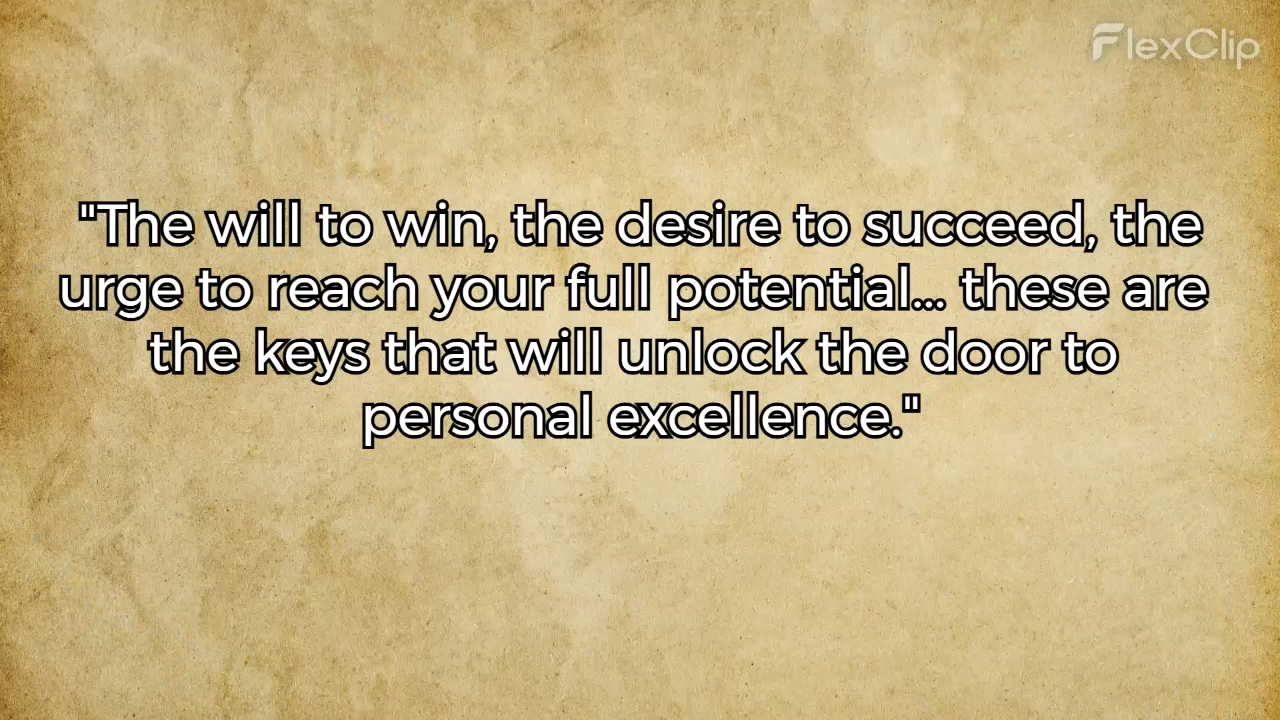 FlexClip
"The will to win, the desire to succeed, the
urge to reach your full potential... these are
the keys that will unlock the door to
personal excellence."